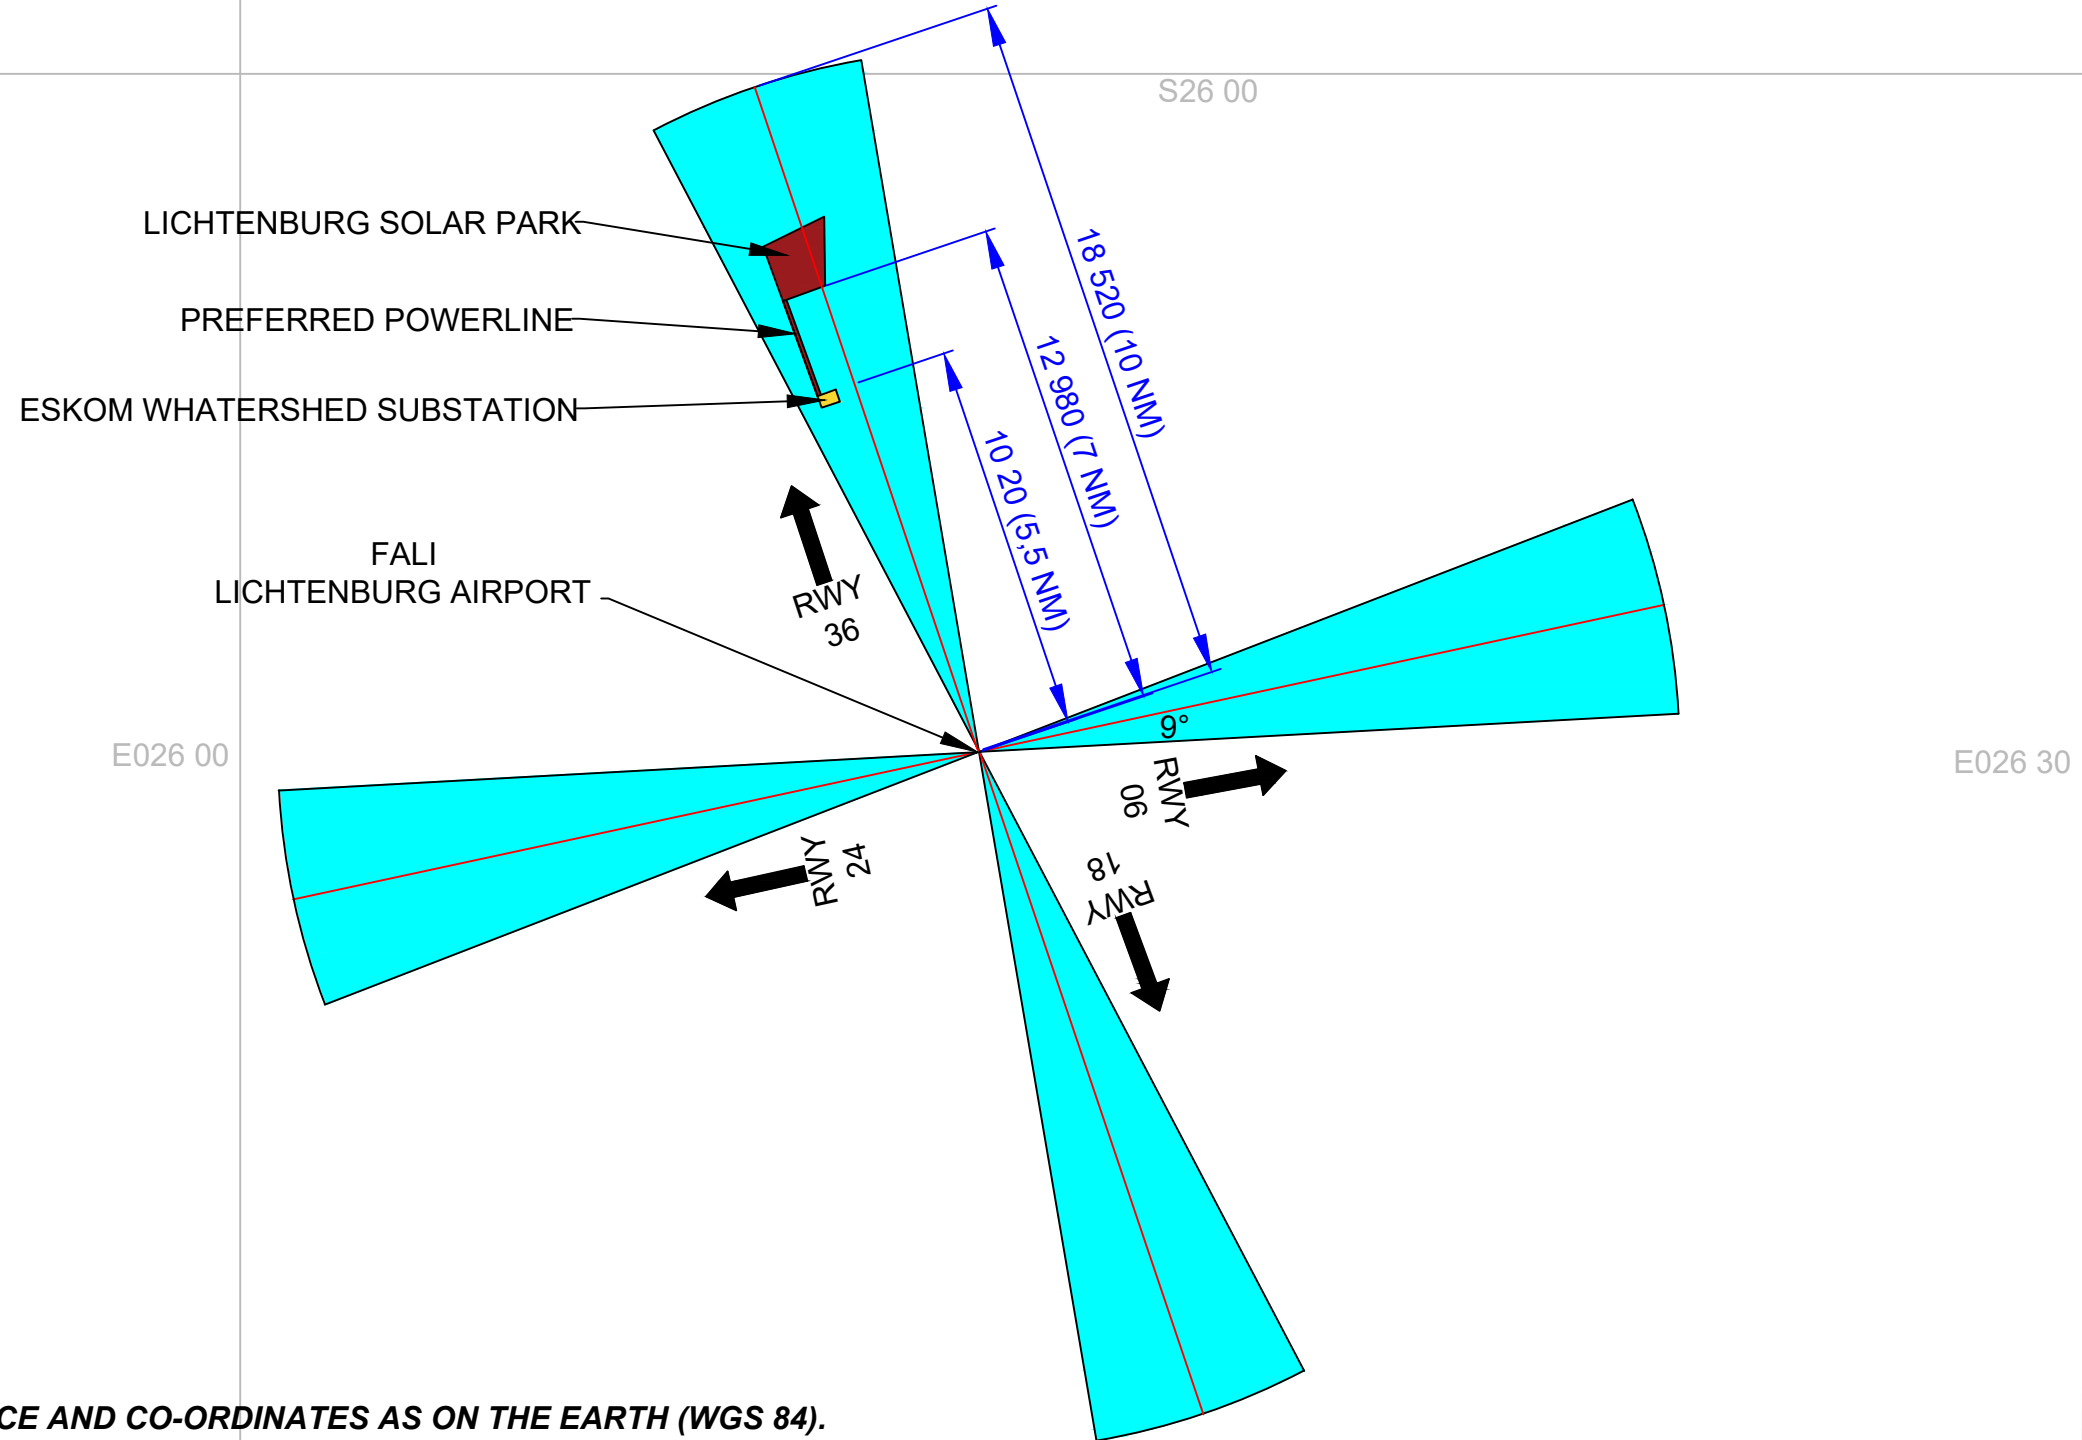 S26 00
LICHTENBURG SOLAR PARK
PREFERRED POWERLINE
ESKOM WHATERSHED SUBSTATION
18 520 (10 NM)
12 980 (7 NM)
10 20 (5,5 NM)
RWY
36
FALI
LICHTENBURG AIRPORT
E026 00
9°
E026 30
RWY
06
RWY
24
RWY
18
CE AND CO-ORDINATES AS ON THE EARTH (WGS 84).